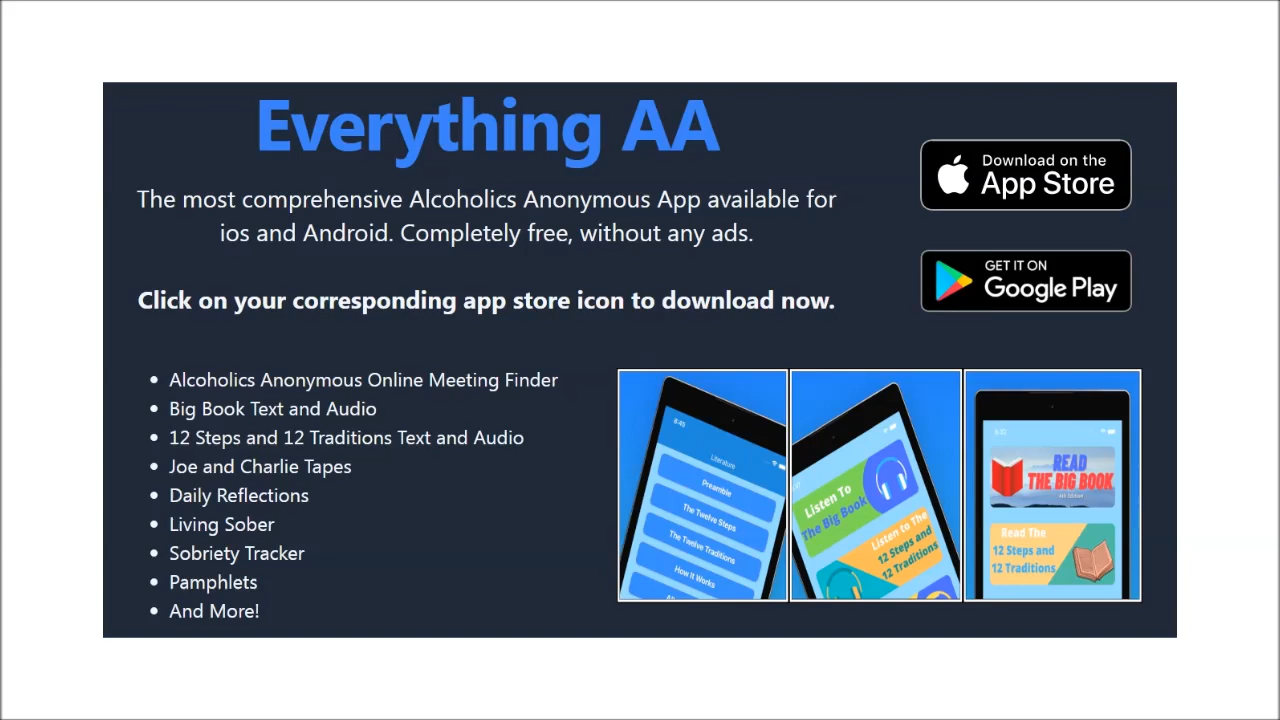 Everything AA
The most comprehensive Alcoholics Anonymous App available for
ios and Android. Completely free, without any ads.
Click on your corresponding app store icon to download now.
Download on the
App Store
GET IT ON
Google Play
Alcoholics Anonymous Online Meeting Finder
Big Book Text and Audio
12 Steps and 12 Traditions Text and Audio
Joe and Charlie Tapes
Daily Reflections
Living Sober
Sobriety Tracker
Pamphlets
And More!
Literature
Preamble
The Twelve Steps
The Twelve Traditions
How It Works
Listen To
The Big Book
Listen to The
12 Steps and
12 Traditions
READ
THE BIG BOOK
Read The
12 Steps and
12 Traditions